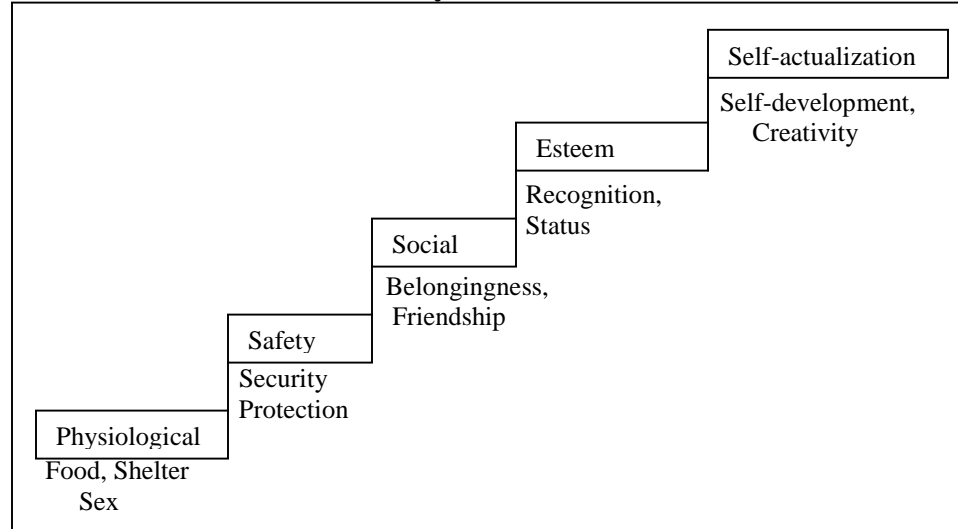 Self-actualization
Self-development,
Creativity
Esteem
Recognition,
Status
Social
Belongingness,
Friendship
Safety
Security
Protection
Physiological
Food, Shelter
Sex